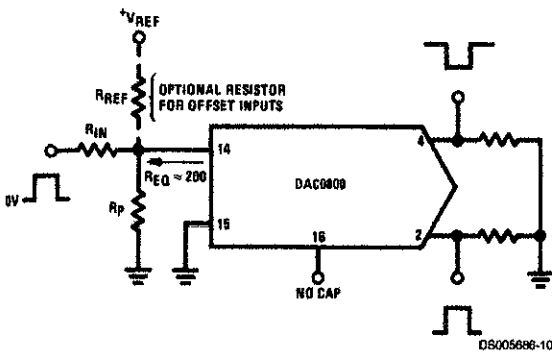 +VREF
RREF
OPTIONAL RESISTOR
FOR OFFSET INPUTS
RIN
14
4
REQ ≈ 200
DAC0800
0V
RP
15
16
2
NO CAP
DS005686-10